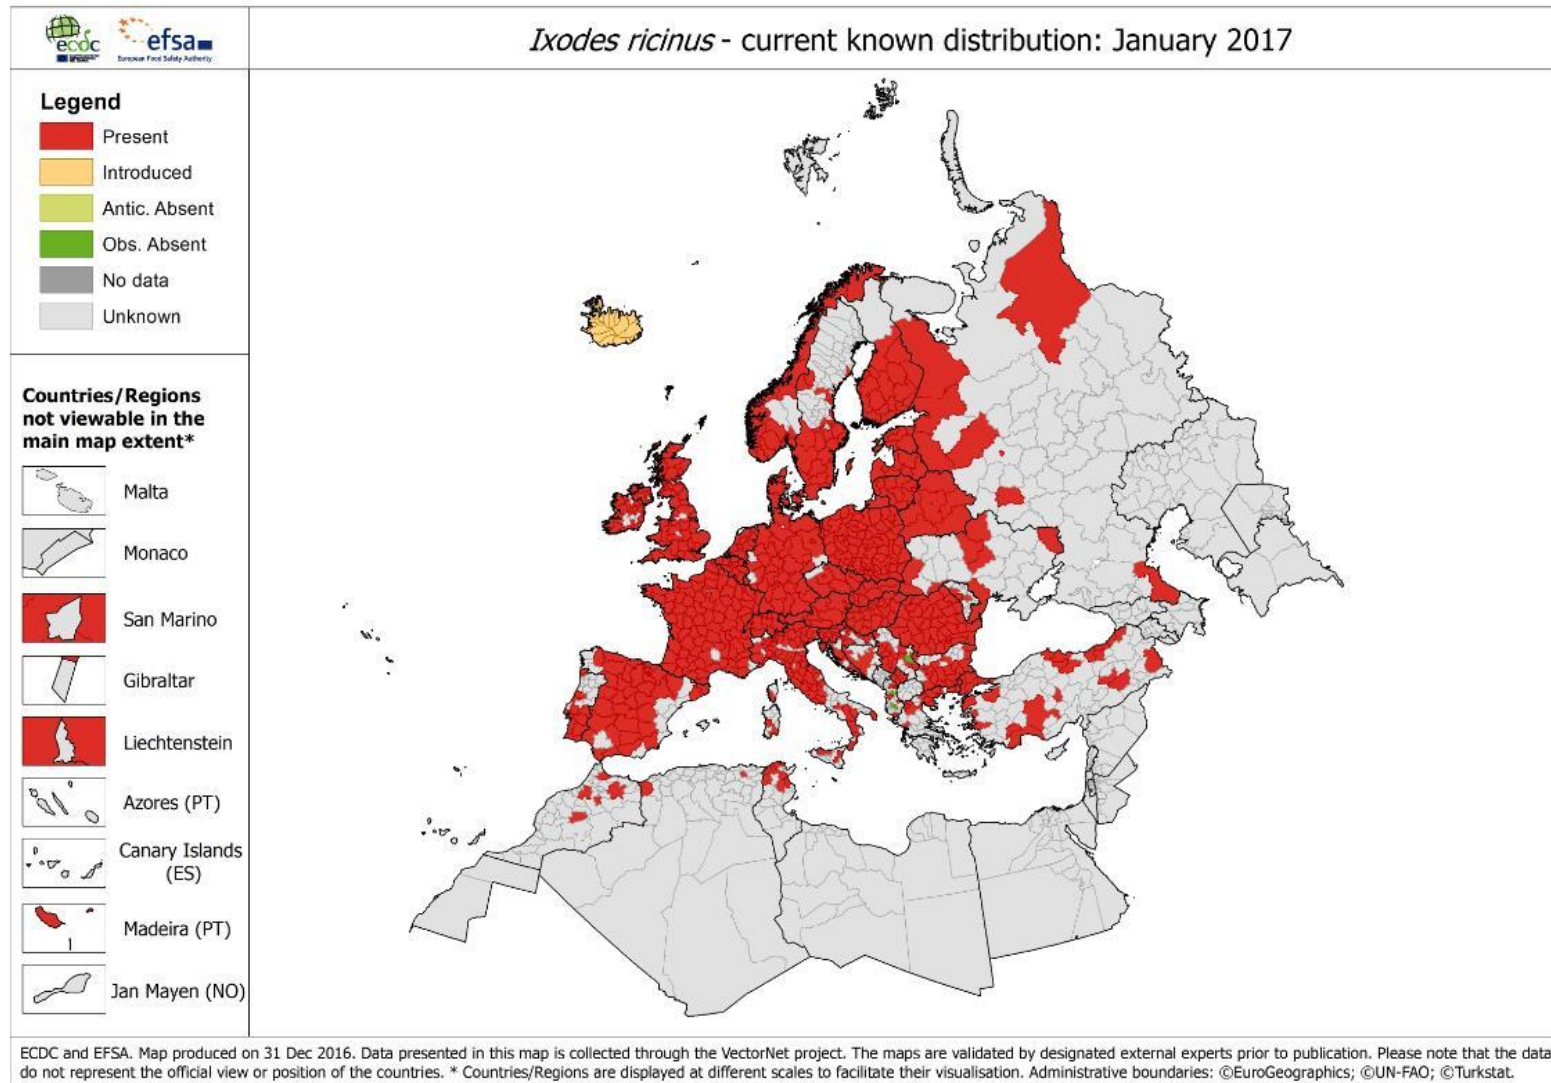 ecdc
efsa
European Food Safety Authority
Ixodes ricinus - current known distribution: January 2017
Legend
Present
Introduced
Antic. Absent
Obs. Absent
No data
Unknown
Countries/Regions
not viewable in the
main map extent*
Malta
Monaco
San Marino
Gibraltar
Liechtenstein
Azores (PT)
Canary Islands
(ES)
Madeira (PT)
Jan Mayen (NO)
ECDC and EFSA. Map produced on 31 Dec 2016. Data presented in this map is collected through the VectorNet project. The maps are validated by designated external experts prior to publication. Please note that the data
do not represent the official view or position of the countries. * Countries/Regions are displayed at different scales to facilitate their visualisation. Administrative boundaries: ©EuroGeographics; ©UN-FAO; ©Turkstat.